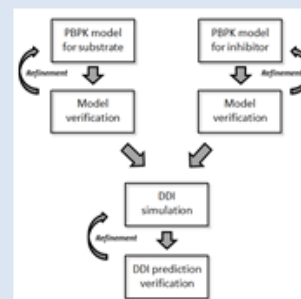 PBPK model
for substrate
PBPK model
for inhibitor
Refinement
Refinement
Model
verification
Model
verification
DDI
simulation
Refinement
DDI prediction
verification